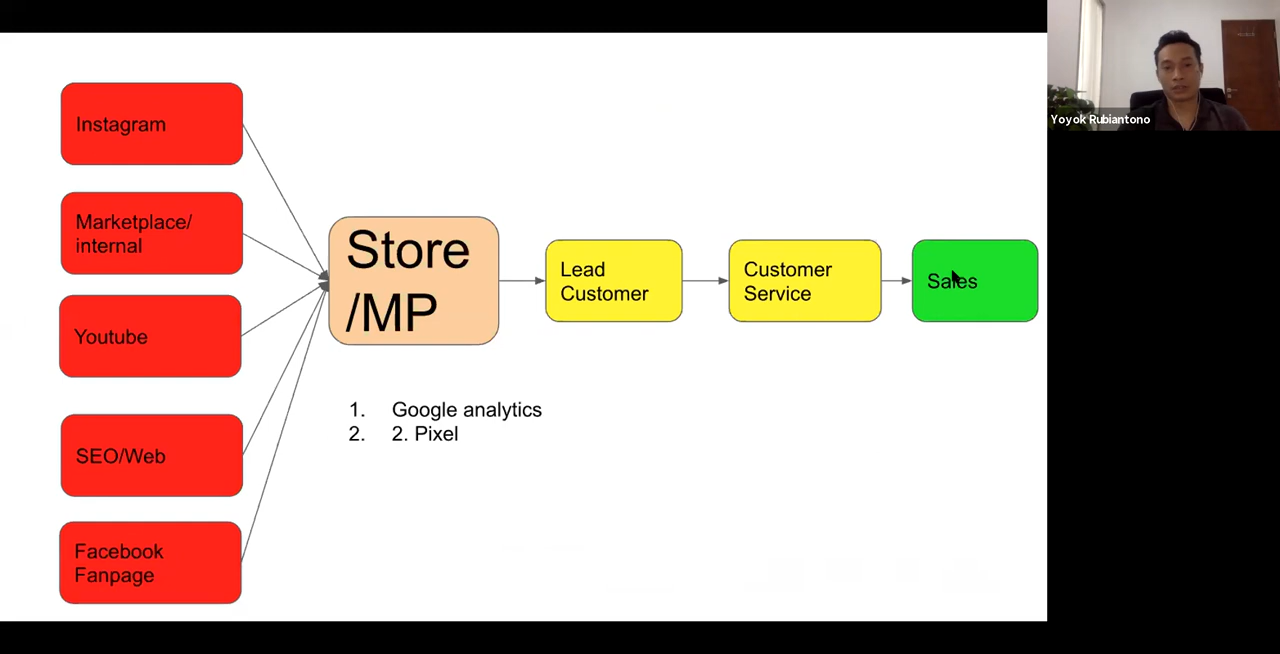 Instagram
Marketplace/
internal
Youtube
SEO/Web
Facebook
Fanpage
Store
/MP
Lead
Customer
Customer
Service
Sales
1. Google analytics
2. 2. Pixel
Yoyok Rubiantono